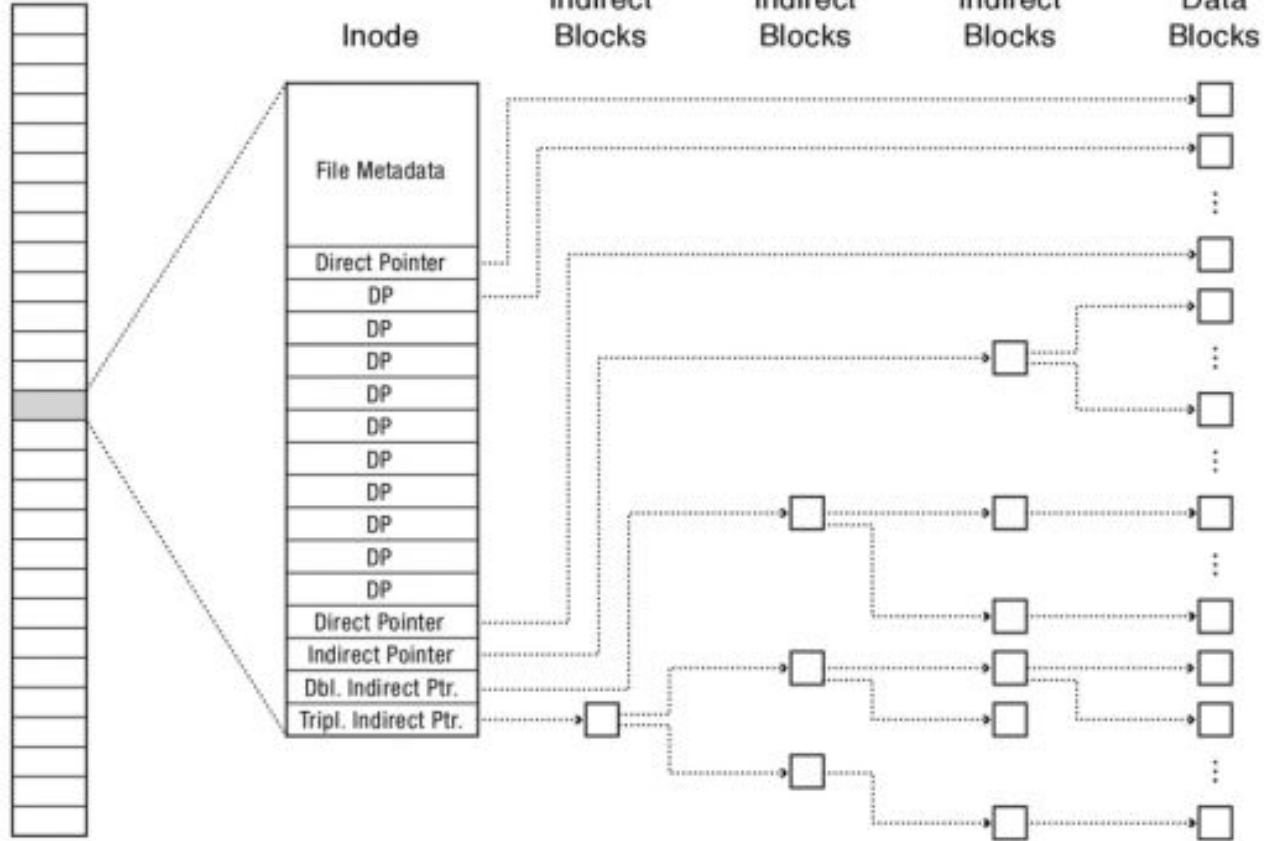 Indirect Indirect Indirect Data
Inode Blocks Blocks Blocks Blocks
File Metadata
Direct Pointer
DP
DP
DP
DP
DP
DP
DP
DP
DP
DP
Direct Pointer
Indirect Pointer
Dbl. Indirect Ptr.
Tripl. Indirect Ptr.